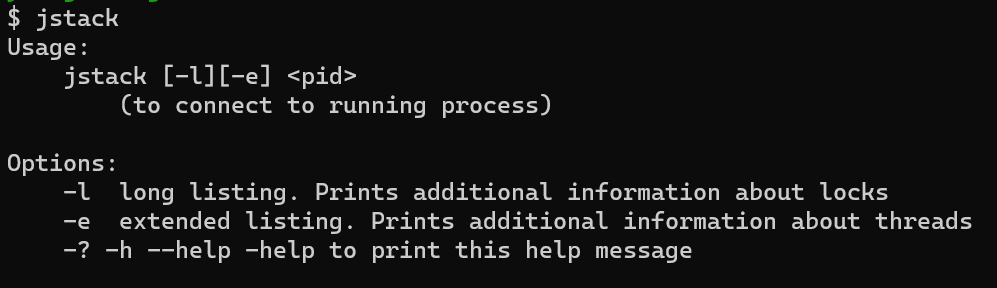 $ jstack
Usage:
    jstack [-l][-e] <pid>
        (to connect to running process)

Options:
    -l  long listing. Prints additional information about locks
    -e  extended listing. Prints additional information about threads
    -? -h --help -help to print this help message